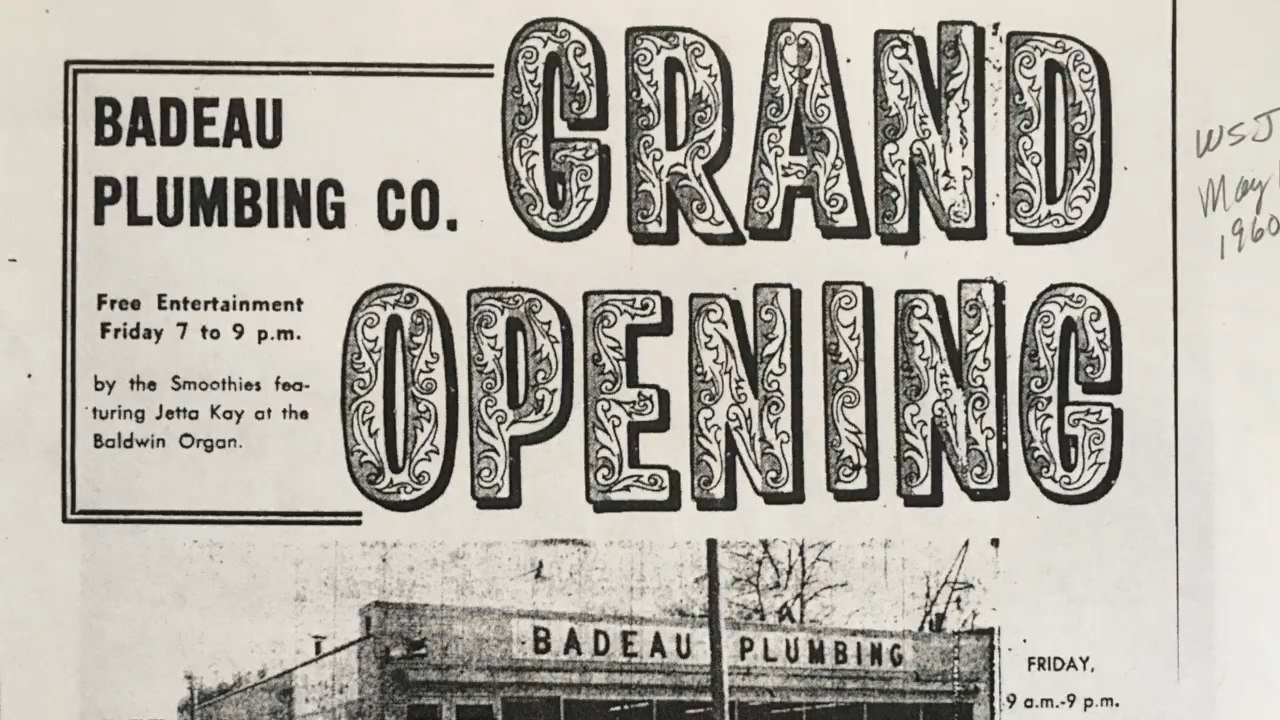 BADEAU
PLUMBING CO.
GRAND
OPENING
Free Entertainment
Friday 7 to 9 p.m.
by the Smoothies fea-
turing Jetta Kay at the
Baldwin Organ.
WSJ
May
1960
BADEAU PLUMBING
FRIDAY,
9 a.m.-9 p.m.